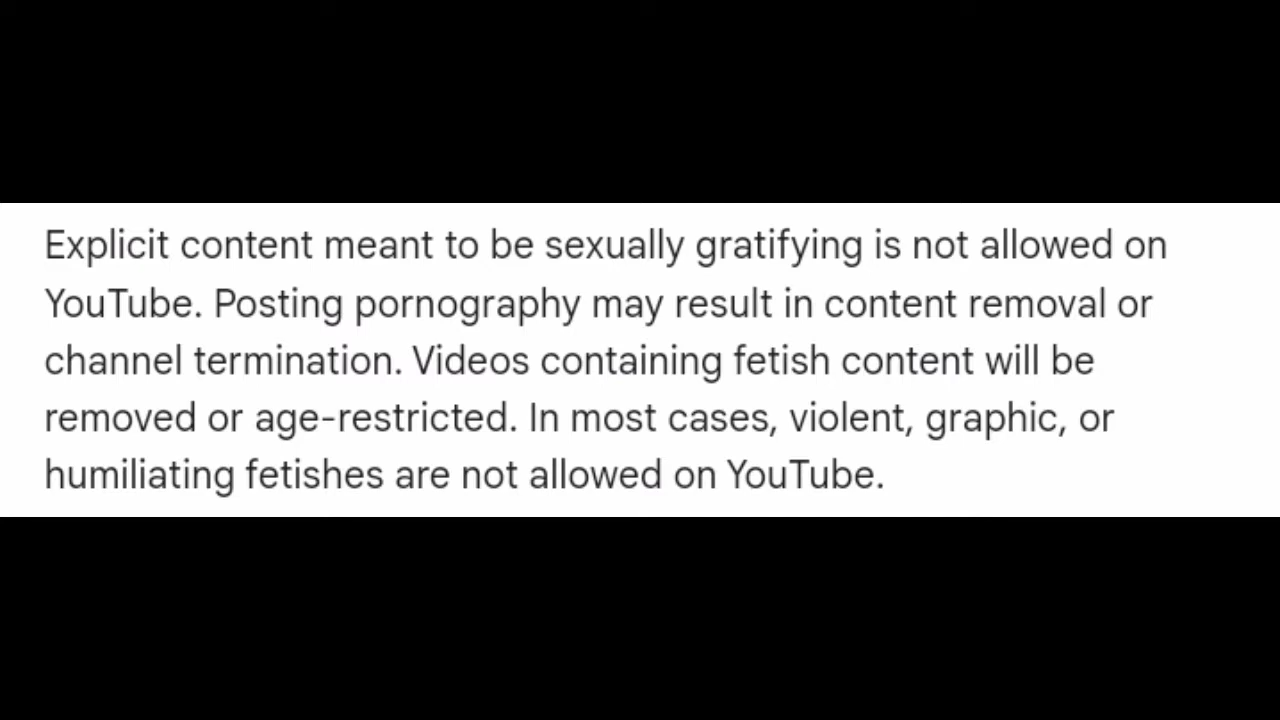 Explicit content meant to be sexually gratifying is not allowed on
YouTube. Posting pornography may result in content removal or
channel termination. Videos containing fetish content will be
removed or age-restricted. In most cases, violent, graphic, or
humiliating fetishes are not allowed on YouTube.